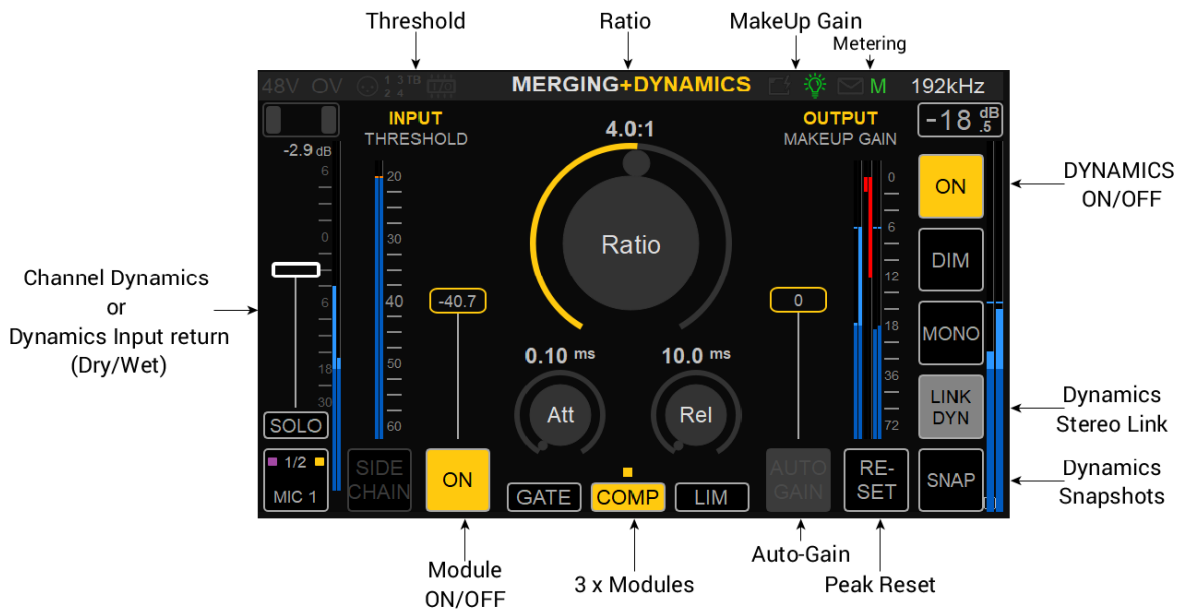 Threshold
Ratio
MakeUp Gain
Metering
48V OV 1 3 TB 2 4 I/O MERGING+DYNAMICS M 192kHz
INPUT
THRESHOLD
4.0:1
OUTPUT
MAKEUP GAIN
-18 dB .5
-2.9 dB
6
0
6
18
30
20
30
40
50
60
-40.7
Ratio
0
0
6
12
18
36
72
ON
DIM
MONO
LINK
DYN
SNAP
0.10 ms
10.0 ms
Att
Rel
SOLO
1/2
MIC 1
SIDE
CHAIN
ON
GATE
COMP
LIM
AUTO
GAIN
RE-
SET
Channel Dynamics
or
Dynamics Input return
(Dry/Wet)
DYNAMICS
ON/OFF
Dynamics
Stereo Link
Dynamics
Snapshots
Module
ON/OFF
3 x Modules
Auto-Gain
Peak Reset